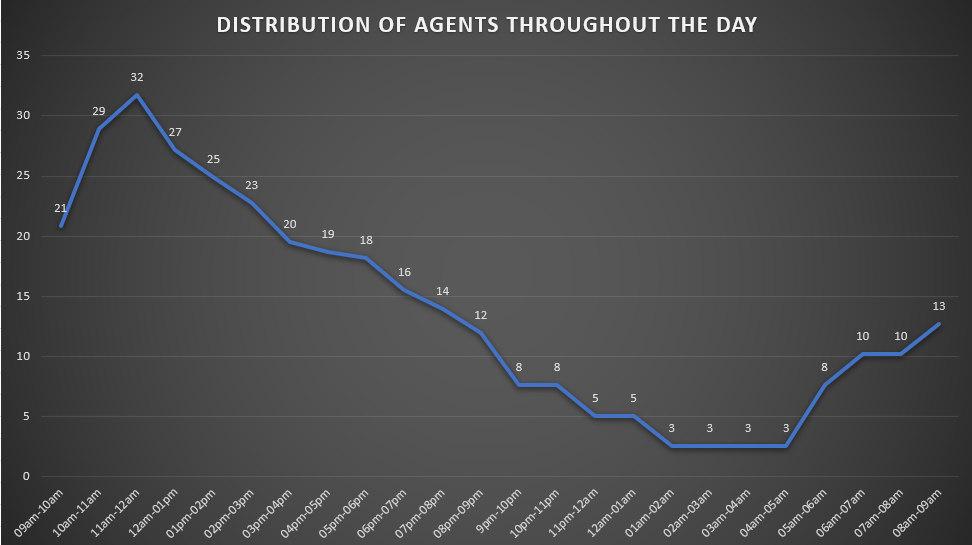 DISTRIBUTION OF AGENTS THROUGHOUT THE DAY
35
30
25
20
15
10
5
0
21
29
32
27
25
23
20
19
18
16
14
12
8
8
5
5
3
3
3
3
8
10
10
13
09am-10am
10am-11am
11am-12am
12am-01pm
01pm-02pm
02pm-03pm
03pm-04pm
04pm-05pm
05pm-06pm
06pm-07pm
07pm-08pm
08pm-09pm
9pm-10pm
10pm-11pm
11pm-12am
12am-01am
01am-02am
02am-03am
03am-04am
04am-05am
05am-06am
06am-07am
07am-08am
08am-09am